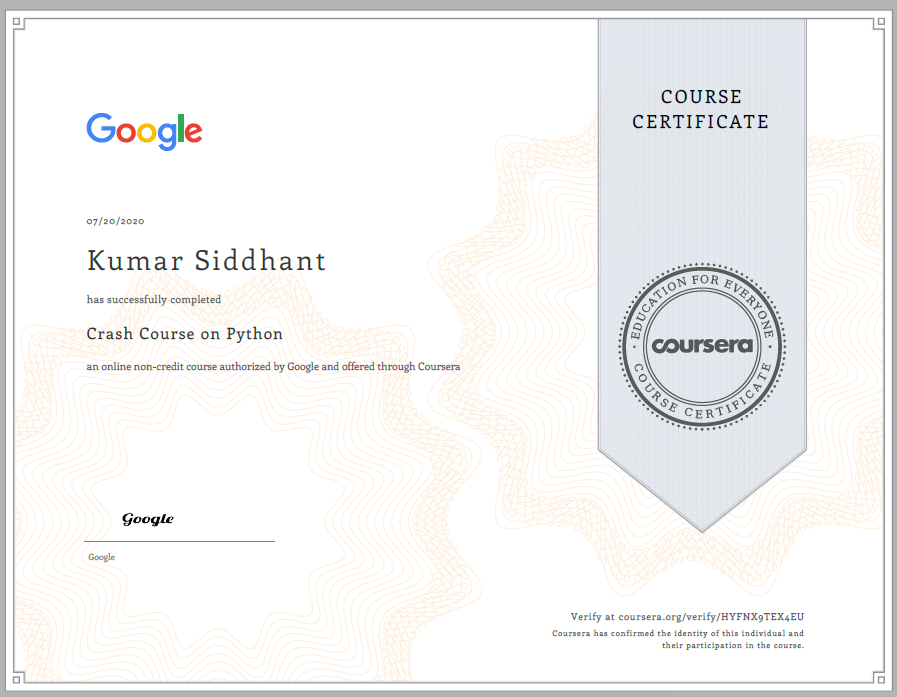 Google
07/20/2020
Kumar Siddhant
has successfully completed
Crash Course on Python
an online non-credit course authorized by Google and offered through Coursera
Google
Google
COURSE
CERTIFICATE
EDUCATION FOR EVERYONE
coursera
COURSE CERTIFICATE
Verify at coursera.org/verify/HYFNX9TEX4EU
Coursera has confirmed the identity of this individual and
their participation in the course.